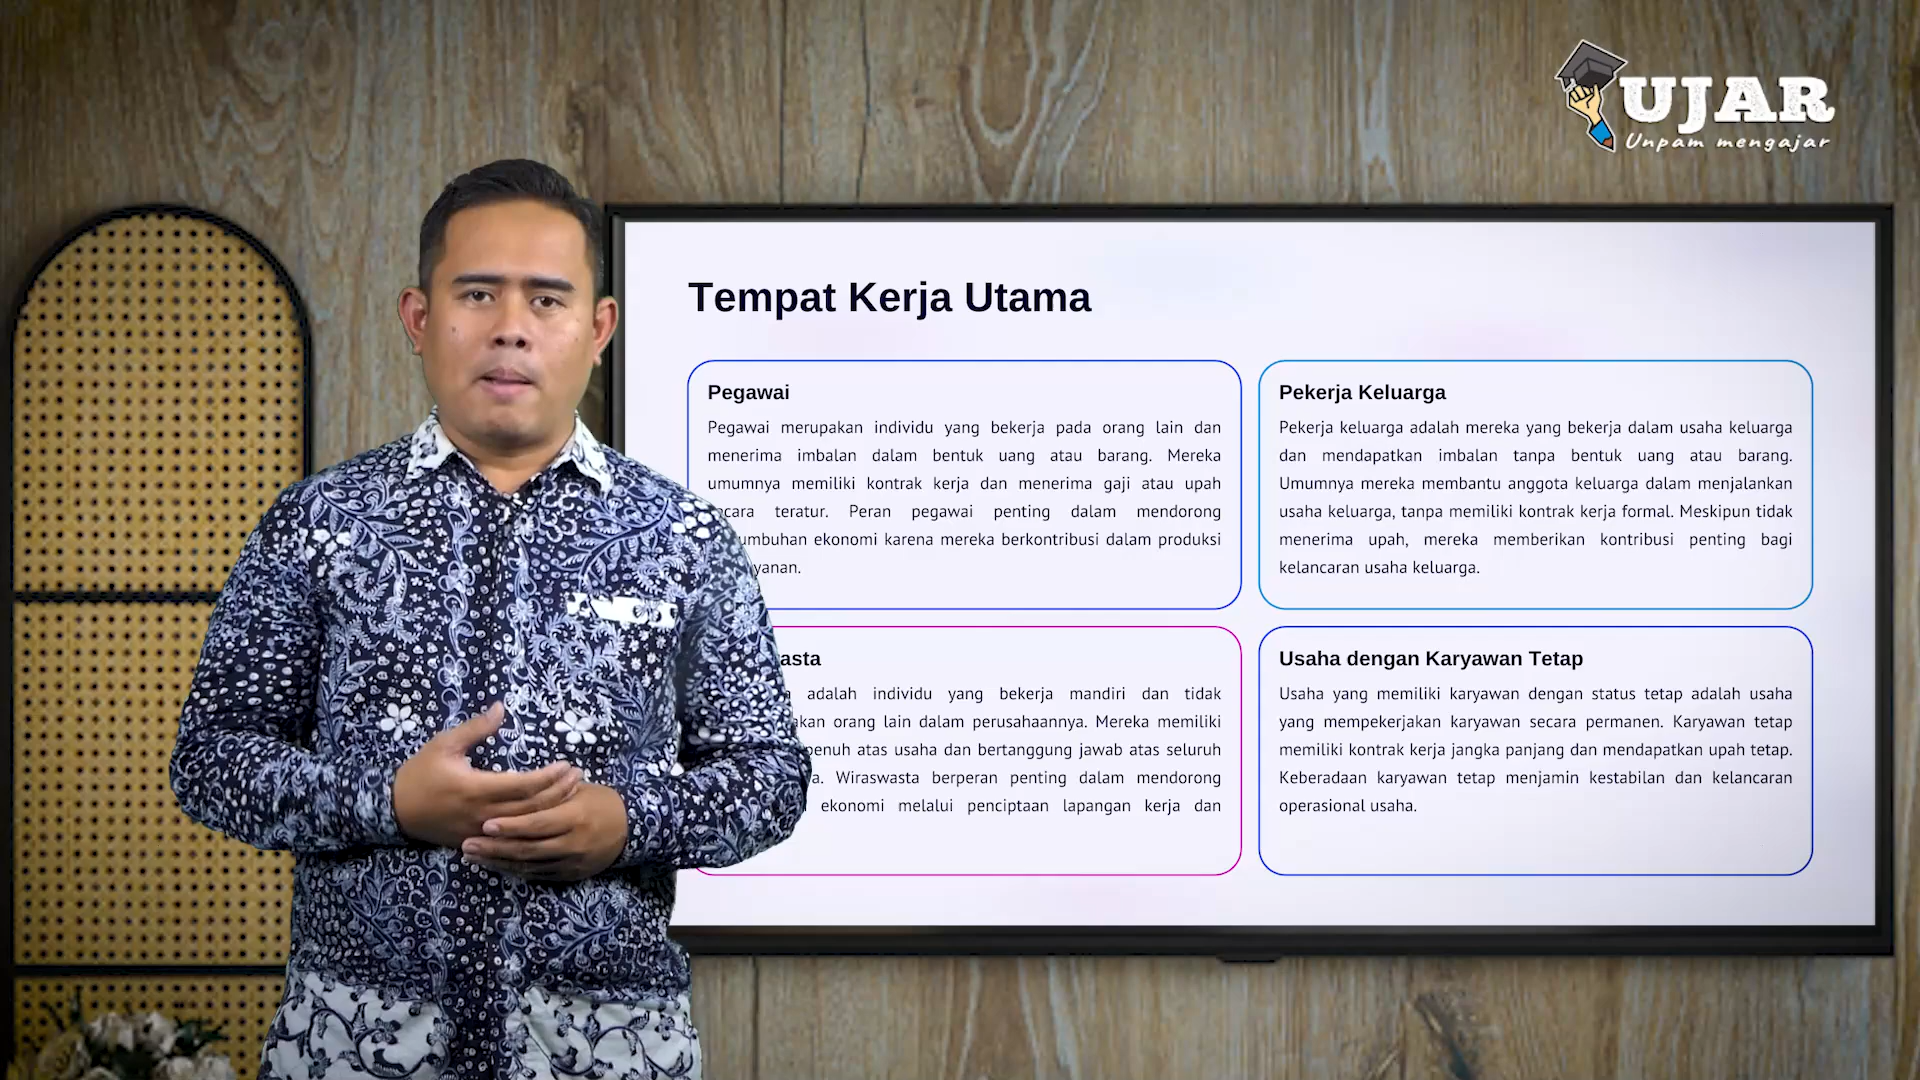 UJAR
Unpam mengajar
Tempat Kerja Utama
Pegawai
Pegawai merupakan individu yang bekerja pada orang lain dan
menerima imbalan dalam bentuk uang atau barang. Mereka
umumnya memiliki kontrak kerja dan menerima gaji atau upah
teratur. Peran pegawai penting dalam mendorong
ekonomi karena mereka berkontribusi dalam produksi
Pekerja Keluarga
Pekerja keluarga adalah mereka yang bekerja dalam usaha keluarga
dan mendapatkan imbalan tanpa bentuk uang atau barang.
Umumnya mereka membantu anggota keluarga dalam menjalankan
usaha keluarga, tanpa memiliki kontrak kerja formal. Meskipun tidak
menerima upah, mereka memberikan kontribusi penting bagi
kelancaran usaha keluarga.
adalah individu yang bekerja mandiri dan tidak
orang lain dalam perusahaannya. Mereka memiliki
penuh atas usaha dan bertanggung jawab atas seluruh
Wiraswasta berperan penting dalam mendorong
ekonomi melalui penciptaan lapangan kerja dan
Usaha dengan Karyawan Tetap
Usaha yang memiliki karyawan dengan status tetap adalah usaha
yang mempekerjakan karyawan secara permanen. Karyawan tetap
memiliki kontrak kerja jangka panjang dan mendapatkan upah tetap.
Keberadaan karyawan tetap menjamin kestabilan dan kelancaran
operasional usaha.